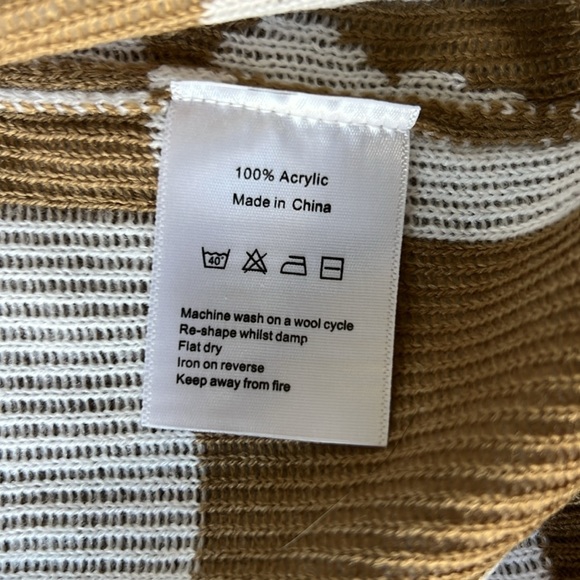 100% Acrylic
Made in China
40°
Machine wash on a wool cycle
Re-shape whilst damp
Flat dry
Iron on reverse
Keep away from fire